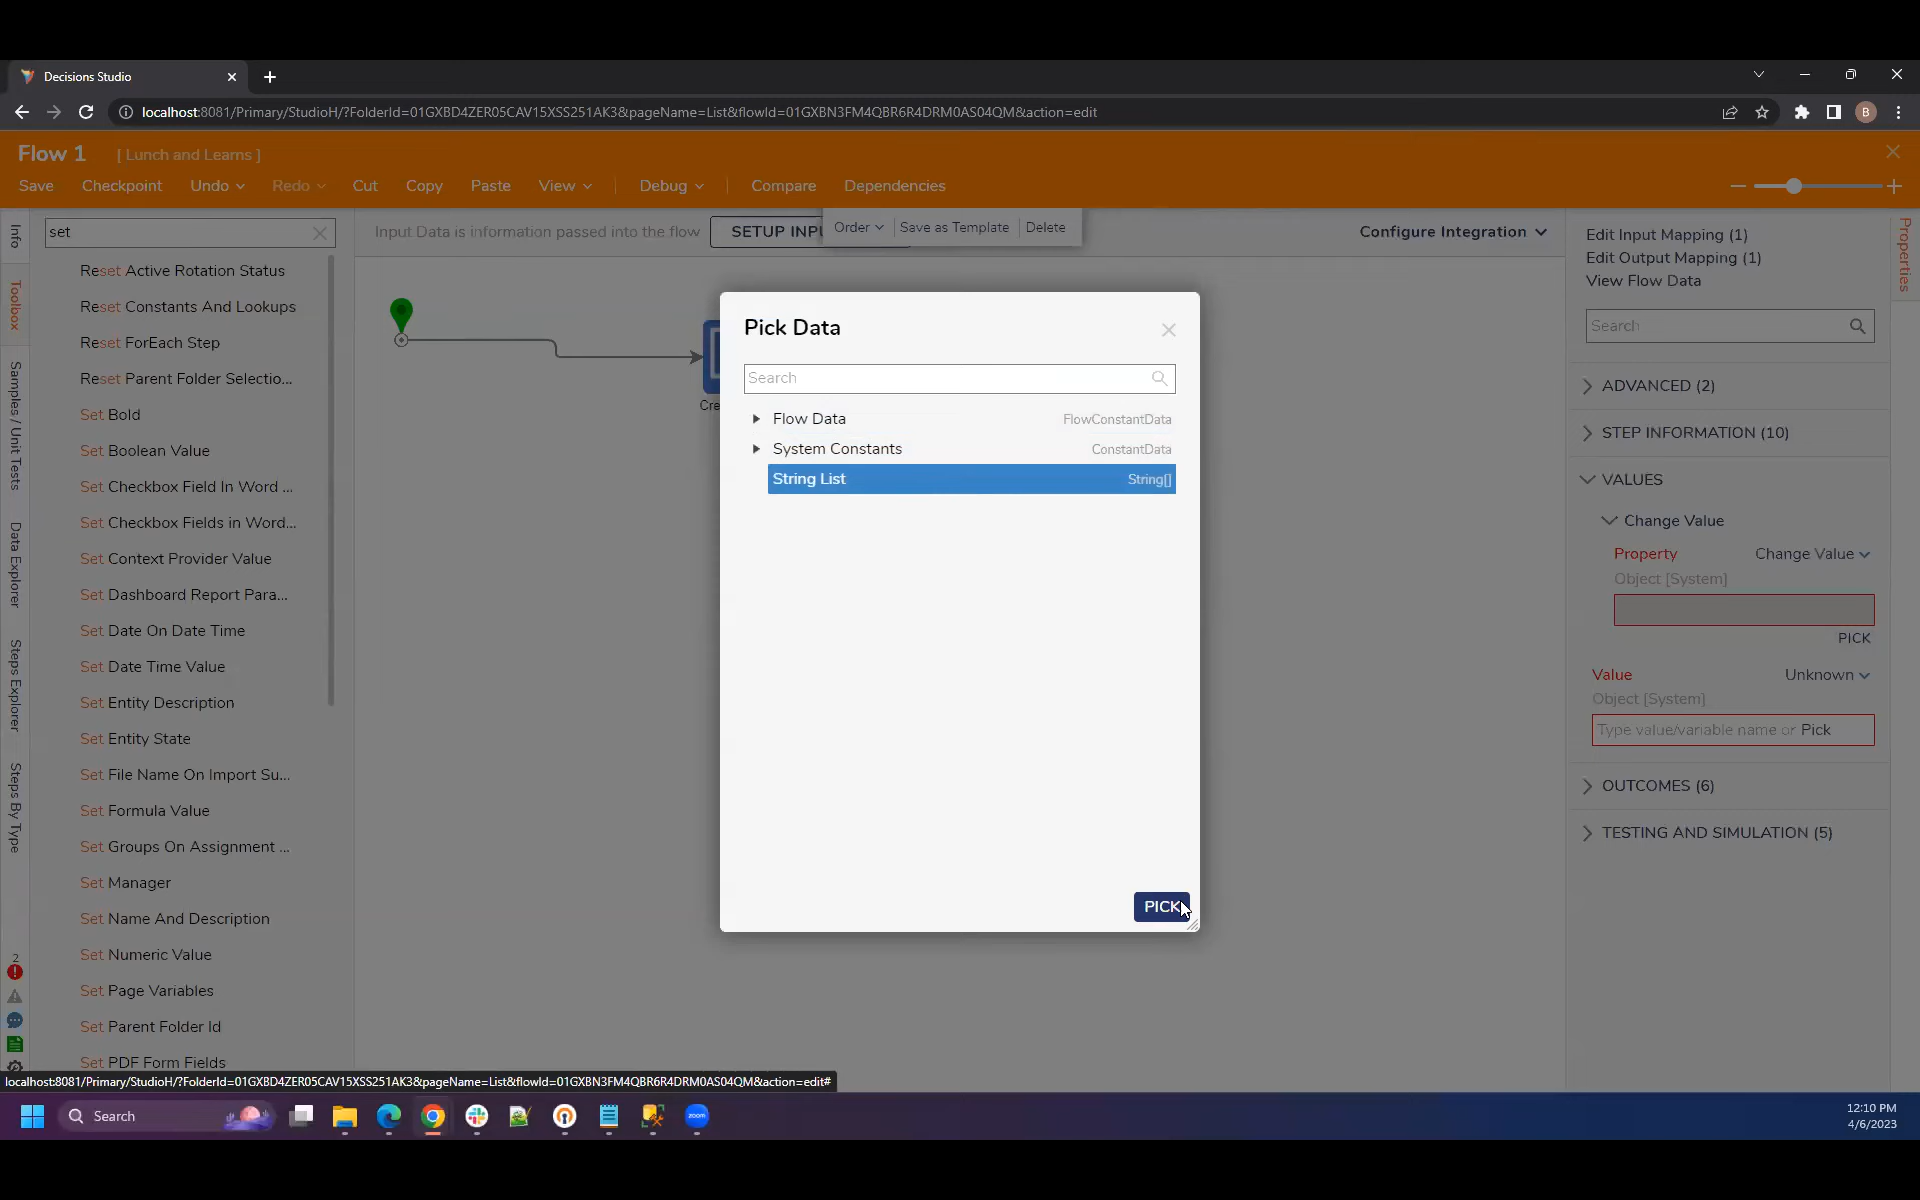 Decisions Studio
localhost:8081/Primary/StudioH/?FolderId=01GXBD4ZER05CAV15XSS251AK3&pageName=List&flowId=01GXBN3FM4QBR6R4DRM0AS04QM&action=edit
B
Flow 1 [ Lunch and Learns ]
Save Checkpoint Undo Redo Cut Copy Paste View Debug Compare Dependencies
Info
Toolbox
Samples / Unit Tests
Data Explorer
Steps Explorer
Steps By Type
2
set
Reset Active Rotation Status
Reset Constants And Lookups
Reset ForEach Step
Reset Parent Folder Selectio...
Set Bold
Set Boolean Value
Set Checkbox Field In Word ...
Set Checkbox Fields in Word...
Set Context Provider Value
Set Dashboard Report Para...
Set Date On Date Time
Set Date Time Value
Set Entity Description
Set Entity State
Set File Name On Import Su...
Set Formula Value
Set Groups On Assignment ...
Set Manager
Set Name And Description
Set Numeric Value
Set Page Variables
Set Parent Folder Id
Set PDF Form Fields
Input Data is information passed into the flow
SETUP INPU
Order Save as Template Delete
Configure Integration
Cre
Pick Data
Search
Flow Data FlowConstantData
System Constants ConstantData
String List String[]
PICK
Properties
Edit Input Mapping (1)
Edit Output Mapping (1)
View Flow Data
Search
ADVANCED (2)
STEP INFORMATION (10)
VALUES
Change Value
Property Change Value
Object [System]
PICK
Value Unknown
Object [System]
Type value/variable name or Pick
OUTCOMES (6)
TESTING AND SIMULATION (5)
localhost:8081/Primary/StudioH/?FolderId=01GXBD4ZER05CAV15XSS251AK3&pageName=List&flowId=01GXBN3FM4QBR6R4DRM0AS04QM&action=edit#
Search
zoom
12:10 PM
4/6/2023